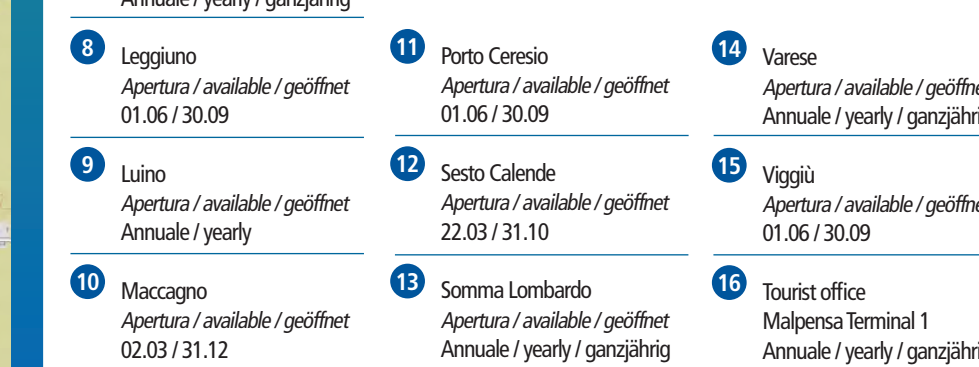 Annuale / yearly / ganzjährig
8
Leggiuno
Apertura / available / geöffnet
01.06 / 30.09
9
Luino
Apertura / available / geöffnet
Annuale / yearly
10
Maccagno
Apertura / available / geöffnet
02.03 / 31.12
11
Porto Ceresio
Apertura / available / geöffnet
01.06 / 30.09
12
Sesto Calende
Apertura / available / geöffnet
22.03 / 31.10
13
Somma Lombardo
Apertura / available / geöffnet
Annuale / yearly / ganzjährig
14
Varese
Apertura / available /
Annuale / yearly /
15
Viggiù
Apertura / available /
01.06 / 30.09
16
Tourist office
Malpensa Terminal 1
Annuale / yearly /